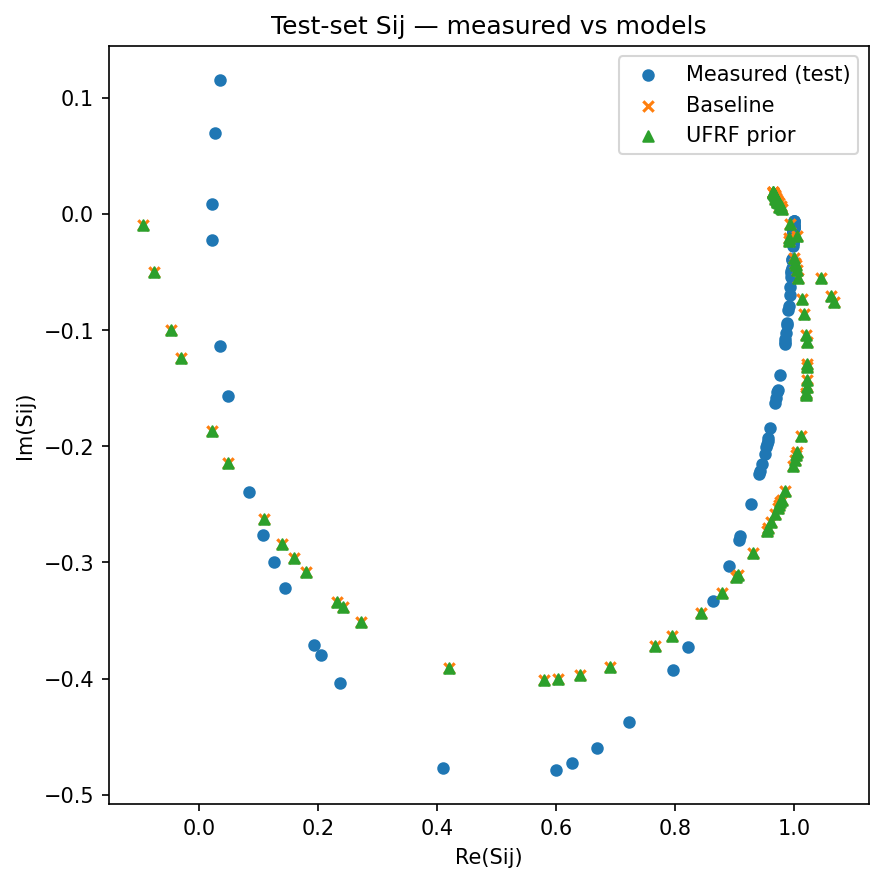 Test-set Sij — measured vs models
Measured (test)
Baseline
UFRF prior
Im(Sij)
0.1
0.0
−0.1
−0.2
−0.3
−0.4
−0.5
0.0 0.2 0.4 0.6 0.8 1.0
Re(Sij)